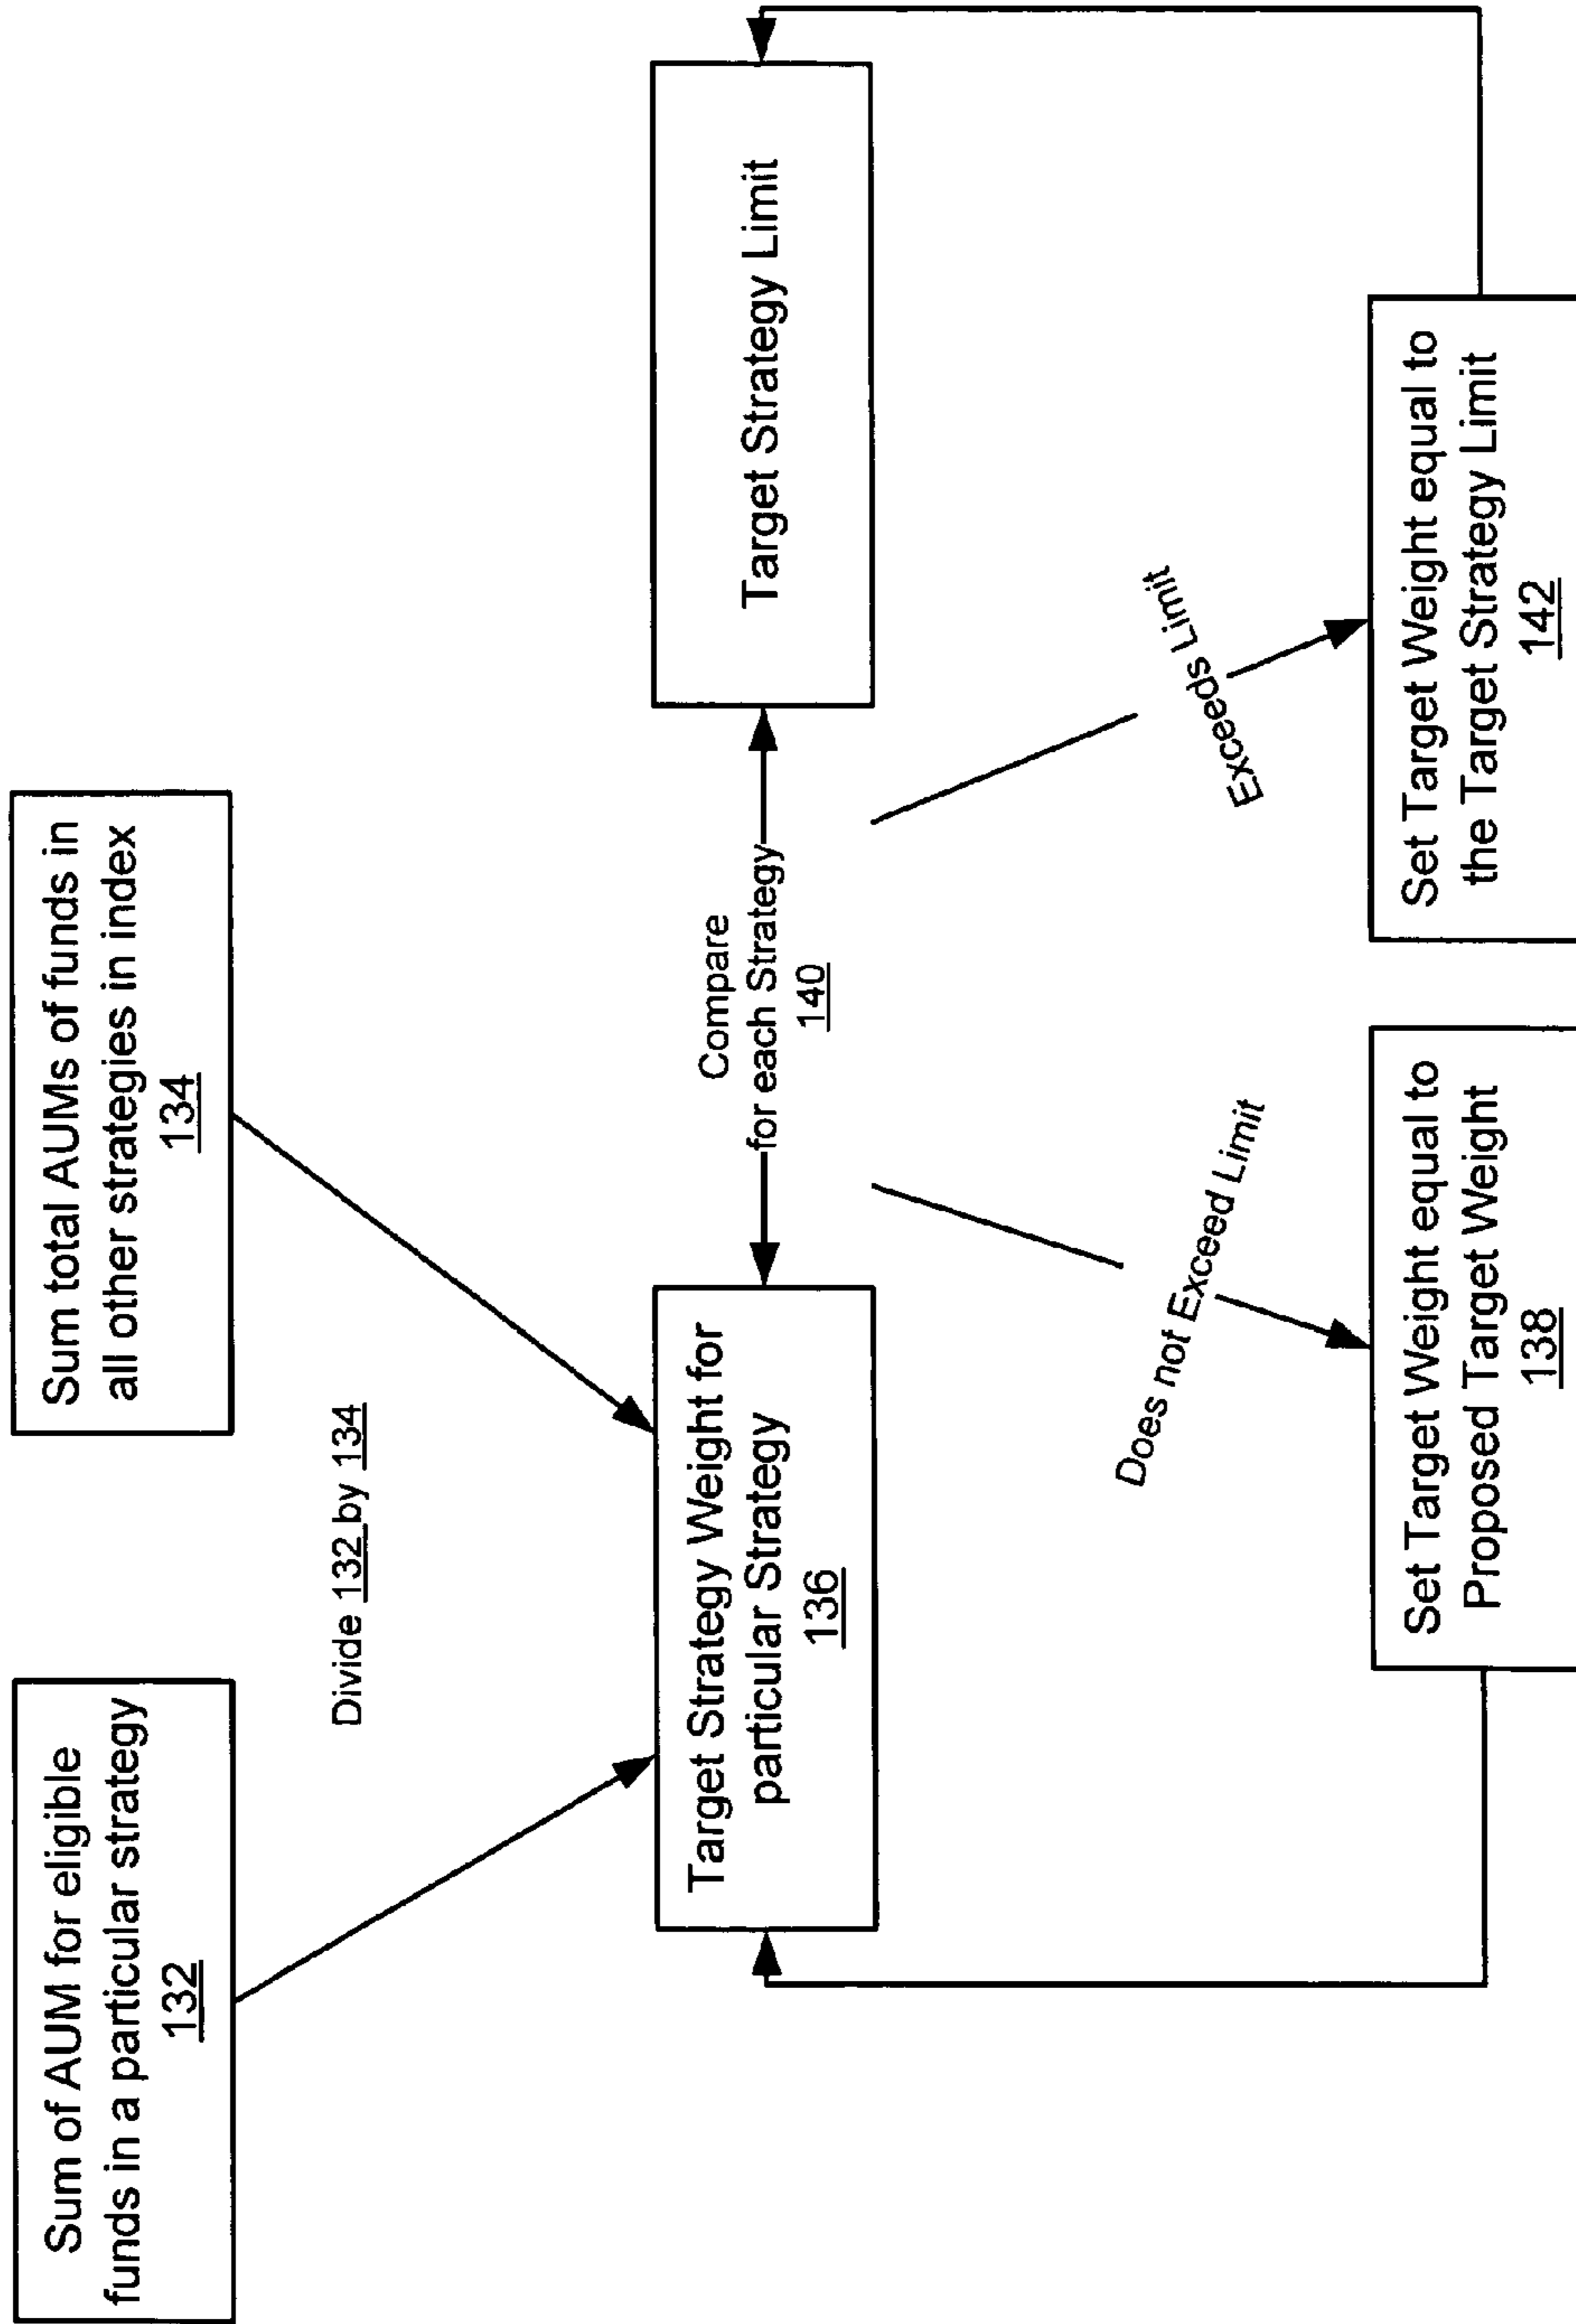 Sum of AUM for eligible
funds in a particular strategy
132
Sum total AUMs of funds in
all other strategies in index
134
Divide 132 by 134
Target Strategy Weight for
particular Strategy
136
Compare
for each Strategy
140
Target Strategy Limit
Does not Exceed Limit
Exceeds Limit
Set Target Weight equal to
Proposed Target Weight
138
Set Target Weight equal to
the Target Strategy Limit
142